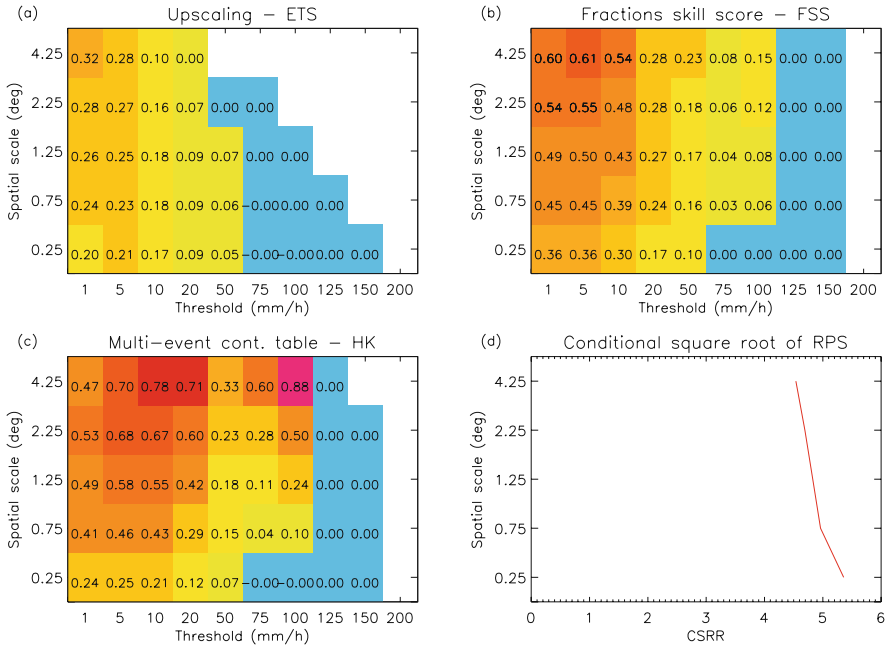 (a) Upscaling – ETS
Spatial scale (deg)
4.25 0.32 0.28 0.10 0.00
2.25 0.28 0.27 0.16 0.07 0.00 0.00
1.25 0.26 0.25 0.18 0.09 0.07 0.00 0.00
0.75 0.24 0.23 0.18 0.09 0.06 −0.00 0.00 0.00
0.25 0.20 0.21 0.17 0.09 0.05 −0.00 −0.00 0.00 0.00
1 5 10 20 50 75 100 125 150 200
Threshold (mm/h)
(b) Fractions skill score – FSS
Spatial scale (deg)
4.25 0.60 0.61 0.54 0.28 0.23 0.08 0.15 0.00 0.00
2.25 0.54 0.55 0.48 0.28 0.18 0.06 0.12 0.00 0.00
1.25 0.49 0.50 0.43 0.27 0.17 0.04 0.08 0.00 0.00
0.75 0.45 0.45 0.39 0.24 0.16 0.03 0.06 0.00 0.00
0.25 0.36 0.36 0.30 0.17 0.10 0.00 0.00 0.00 0.00
1 5 10 20 50 75 100 125 150 200
Threshold (mm/h)
(c) Multi–event cont. table – HK
Spatial scale (deg)
4.25 0.47 0.70 0.78 0.71 0.33 0.60 0.88 0.00
2.25 0.53 0.68 0.67 0.60 0.23 0.28 0.50 0.00 0.00
1.25 0.49 0.58 0.55 0.42 0.18 0.11 0.24 0.00 0.00
0.75 0.41 0.46 0.43 0.29 0.15 0.04 0.10 0.00 0.00
0.25 0.24 0.25 0.21 0.12 0.07 −0.00 −0.00 0.00 0.00
1 5 10 20 50 75 100 125 150 200
Threshold (mm/h)
(d) Conditional square root of RPS
Spatial scale (deg)
4.25
2.25
1.25
0.75
0.25
0 1 2 3 4 5 6
CSRR